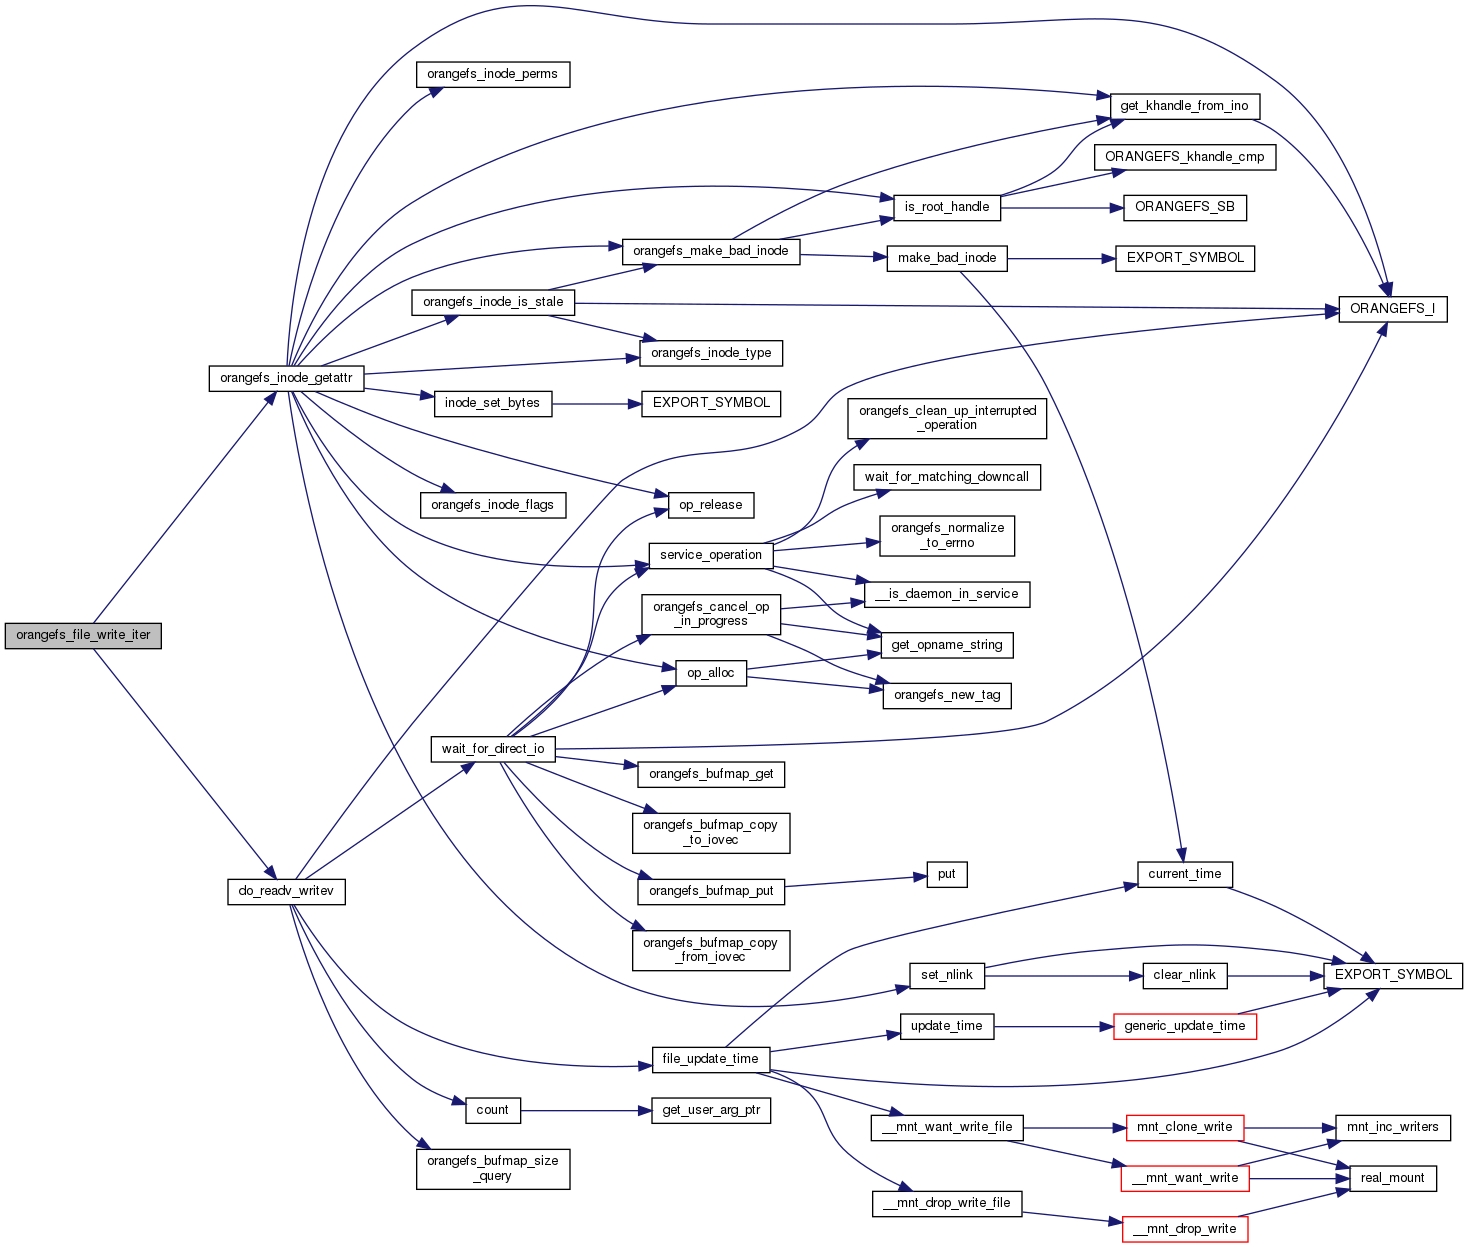 orangefs_inode_perms
get_khandle_from_ino
ORANGEFS_khandle_cmp
is_root_handle
ORANGEFS_SB
orangefs_make_bad_inode
make_bad_inode
EXPORT_SYMBOL
orangefs_inode_is_stale
ORANGEFS_I
orangefs_inode_type
orangefs_inode_getattr
inode_set_bytes
EXPORT_SYMBOL
orangefs_clean_up_interrupted
_operation
wait_for_matching_downcall
orangefs_inode_flags
op_release
orangefs_normalize
_to_errno
service_operation
__is_daemon_in_service
orangefs_cancel_op
_in_progress
orangefs_file_write_iter
get_opname_string
op_alloc
orangefs_new_tag
wait_for_direct_io
orangefs_bufmap_get
orangefs_bufmap_copy
_to_iovec
put
current_time
do_readv_writev
orangefs_bufmap_put
orangefs_bufmap_copy
_from_iovec
set_nlink
clear_nlink
EXPORT_SYMBOL
update_time
generic_update_time
file_update_time
count
get_user_arg_ptr
__mnt_want_write_file
mnt_clone_write
mnt_inc_writers
orangefs_bufmap_size
_query
__mnt_want_write
real_mount
__mnt_drop_write_file
__mnt_drop_write